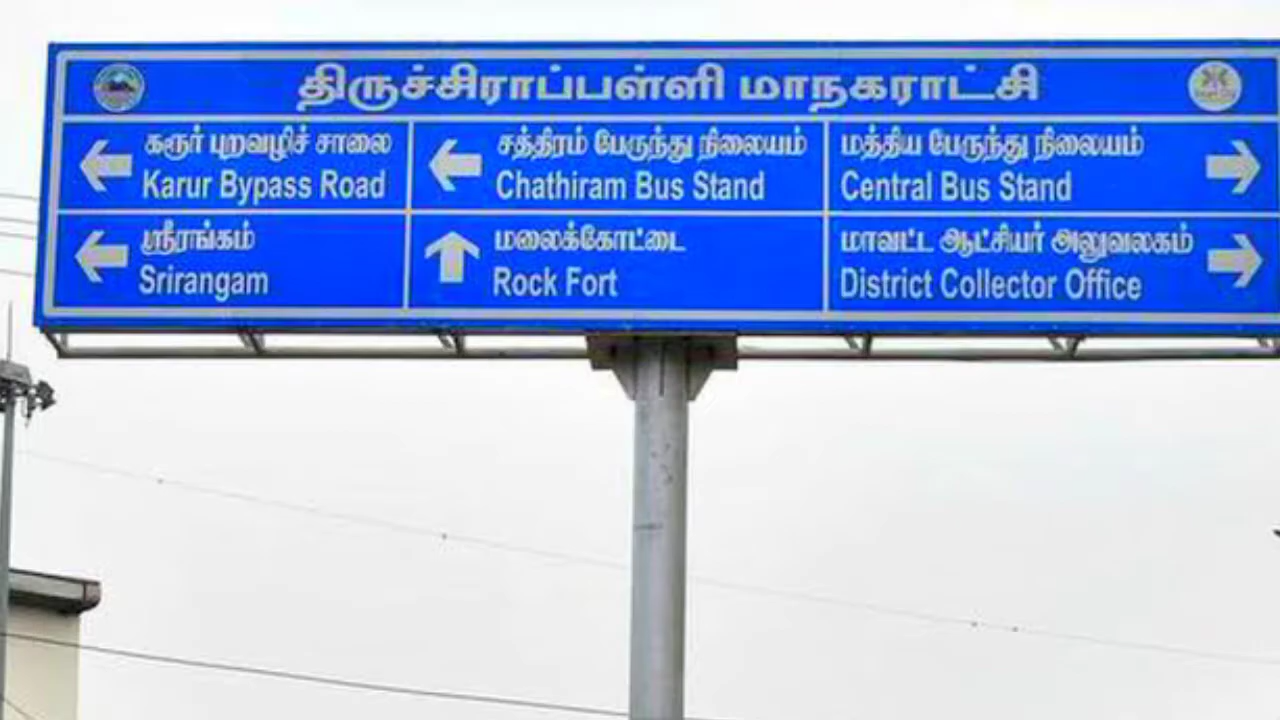 திருச்சிராப்பள்ளி மாநகராட்சி
கரூர் புறவழிச் சாலை
Karur Bypass Road
சத்திரம் பேருந்து நிலையம்
Chathiram Bus Stand
மத்திய பேருந்து நிலையம்
Central Bus Stand
ஸ்ரீரங்கம்
Srirangam
மலைக்கோட்டை
Rock Fort
மாவட்ட ஆட்சியர் அலுவலகம்
District Collector Office